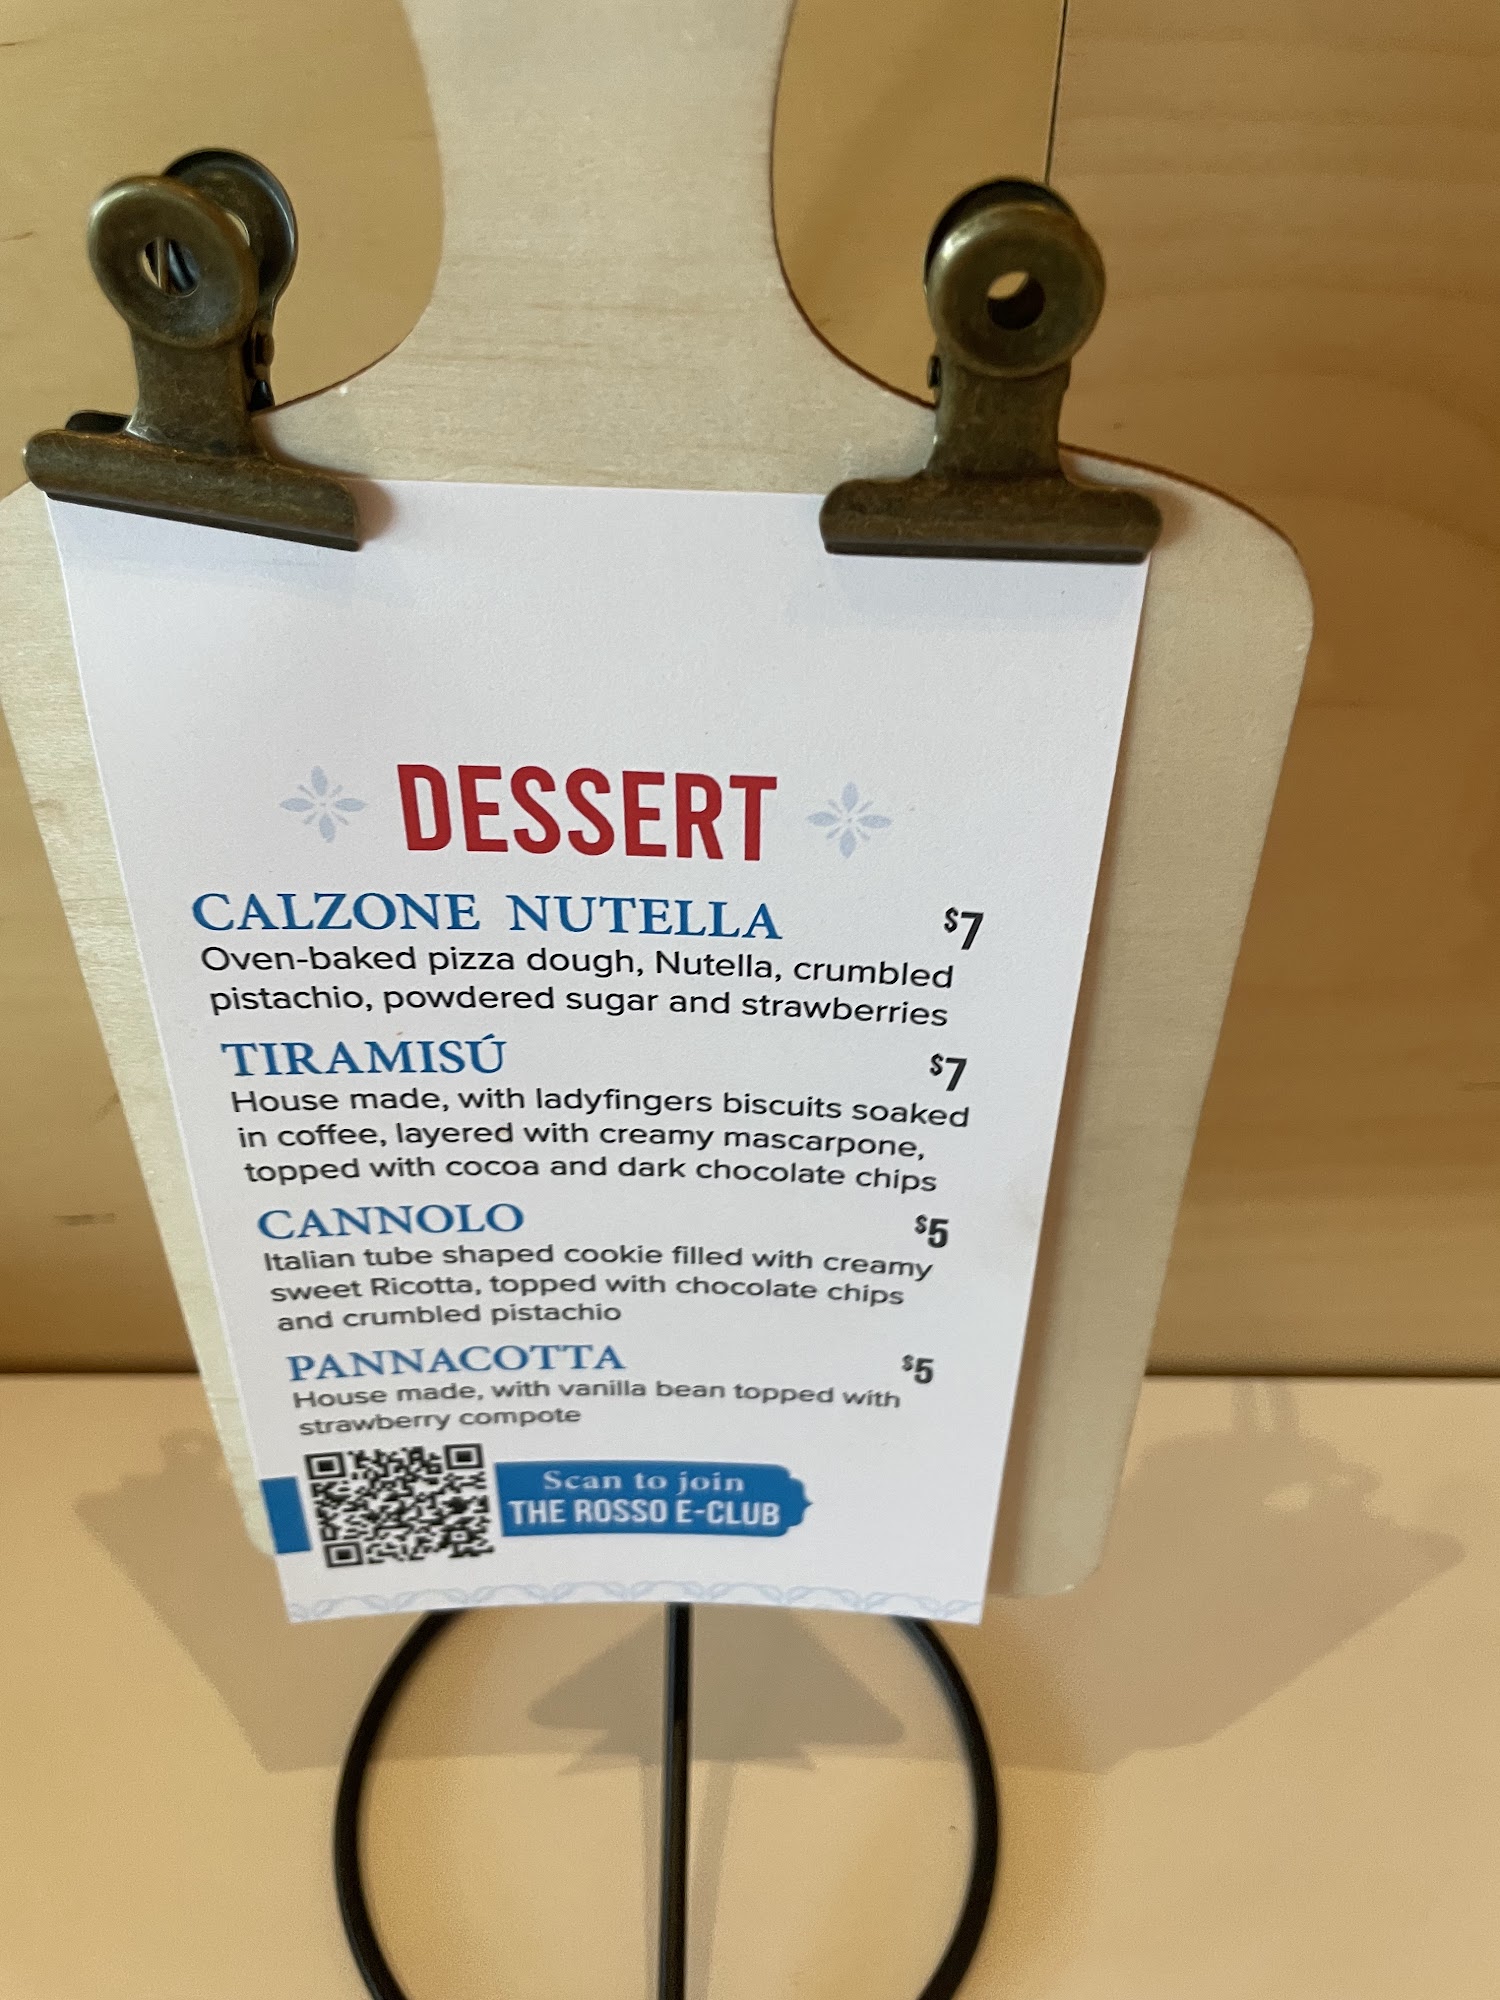 DESSERT
CALZONE NUTELLA $7
Oven-baked pizza dough, Nutella, crumbled
pistachio, powdered sugar and strawberries
TIRAMISÚ $7
House made, with ladyfingers biscuits soaked
in coffee, layered with creamy mascarpone,
topped with cocoa and dark chocolate chips
CANNOLO $5
Italian tube shaped cookie filled with creamy
sweet Ricotta, topped with chocolate chips
and crumbled pistachio
PANNACOTTA $5
House made, with vanilla bean topped with
strawberry compote
Scan to join
THE ROSSO E-CLUB